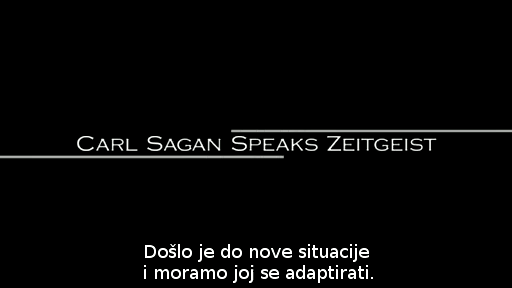 Carl Sagan Speaks Zeitgeist
Došlo je do nove situacije
i moramo joj se adaptirati.